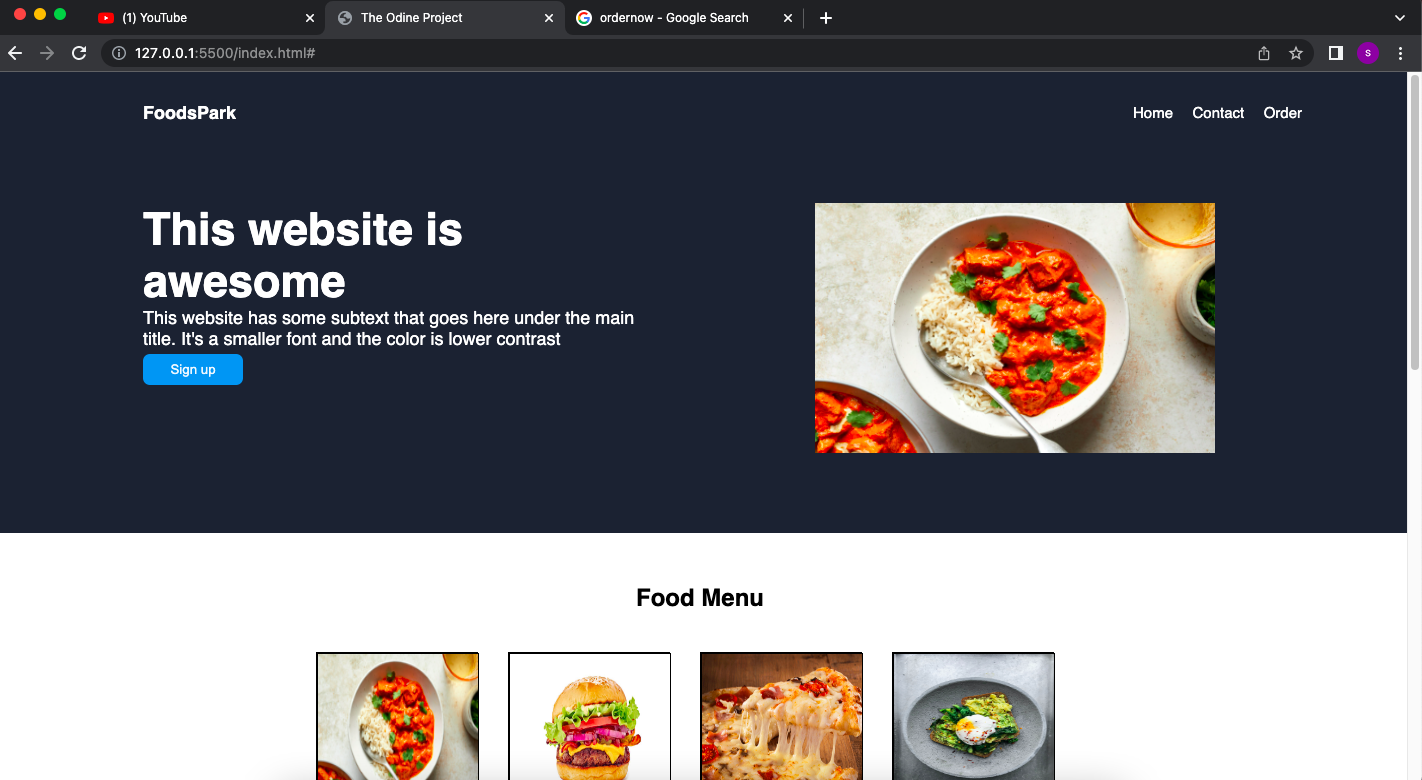 (1) YouTube
The Odine Project
ordernow - Google Search
127.0.0.1:5500/index.html#
S
FoodsPark
Home
Contact
Order
This website is
awesome
This website has some subtext that goes here under the main
title. It's a smaller font and the color is lower contrast
Sign up
Food Menu